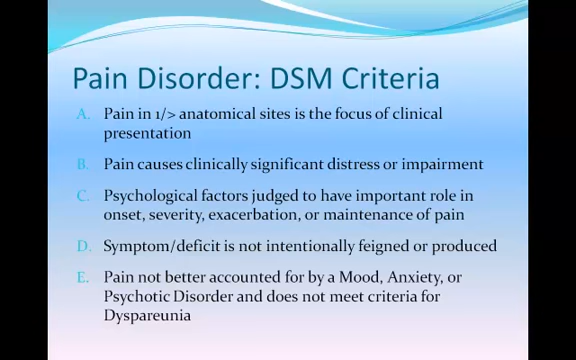 Pain Disorder: DSM Criteria
A. Pain in 1/> anatomical sites is the focus of clinical
presentation
B. Pain causes clinically significant distress or impairment
C. Psychological factors judged to have important role in
onset, severity, exacerbation, or maintenance of pain
D. Symptom/deficit is not intentionally feigned or produced
E. Pain not better accounted for by a Mood, Anxiety, or
Psychotic Disorder and does not meet criteria for
Dyspareunia